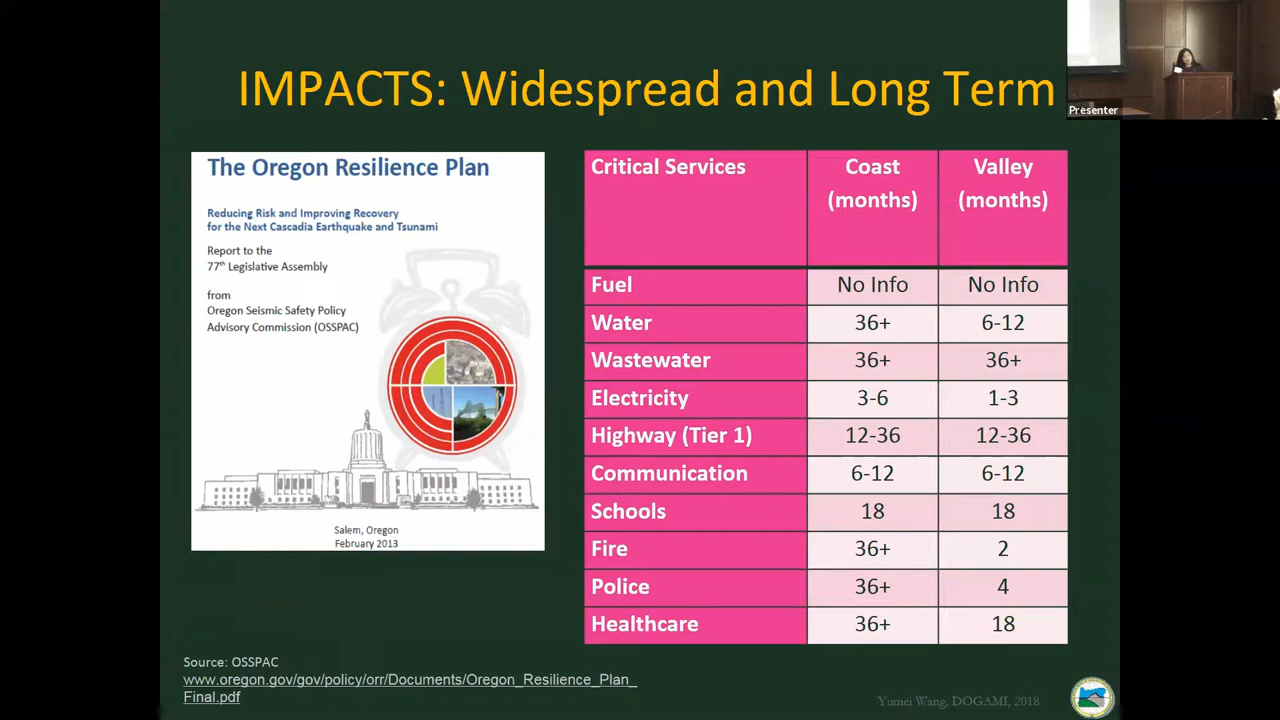 IMPACTS: Widespread and Long Term
Presenter
The Oregon Resilience Plan
Reducing Risk and Improving Recovery
for the Next Cascadia Earthquake and Tsunami
Report to the
77th Legislative Assembly
from
Oregon Seismic Safety Policy
Advisory Commission (OSSPAC)
Salem, Oregon
February 2013
Critical Services Coast (months) Valley (months)
Fuel No Info No Info
Water 36+ 6-12
Wastewater 36+ 36+
Electricity 3-6 1-3
Highway (Tier 1) 12-36 12-36
Communication 6-12 6-12
Schools 18 18
Fire 36+ 2
Police 36+ 4
Healthcare 36+ 18
Source: OSSPAC
www.oregon.gov/gov/policy/orr/Documents/Oregon_Resilience_Plan_
Final.pdf
Yumei Wang, DOGAMI, 2018